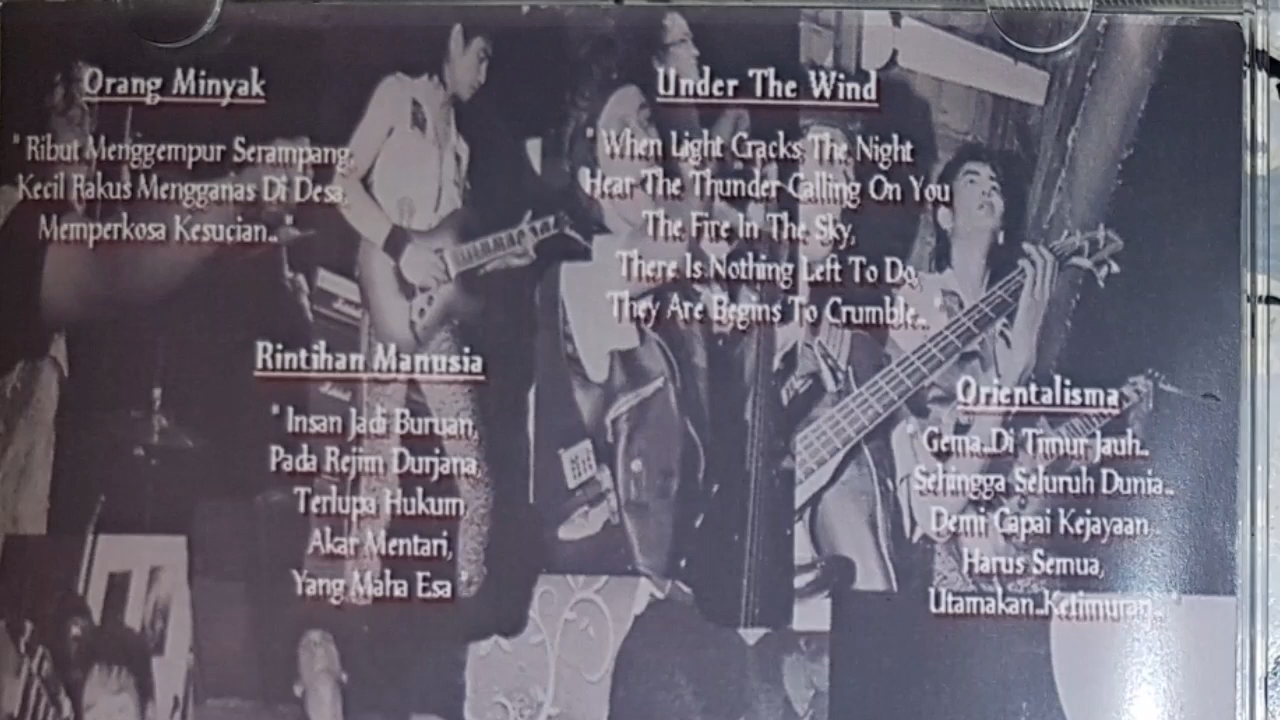 Orang Minyak
" Ribut Menggempur Serampang,
Kecil Rakus Mengganas Di Desa,
Memperkosa Kesucian.. "
Under The Wind
" When Light Cracks The Night
Hear The Thunder Calling On You
The Fire In The Sky,
There Is Nothing Left To Do,
They Are Begins To Crumble.. "
Rintihan Manusia
" Insan Jadi Buruan,
Pada Rejim Durjana,
Terlupa Hukum
Akar Mentari,
Yang Maha Esa "
Orientalisma
" Gema..Di Timur Jauh..
Sehingga Seluruh Dunia..
Demi Capai Kejayaan,
Harus Semua,
Utamakan..Ketimuran.. "